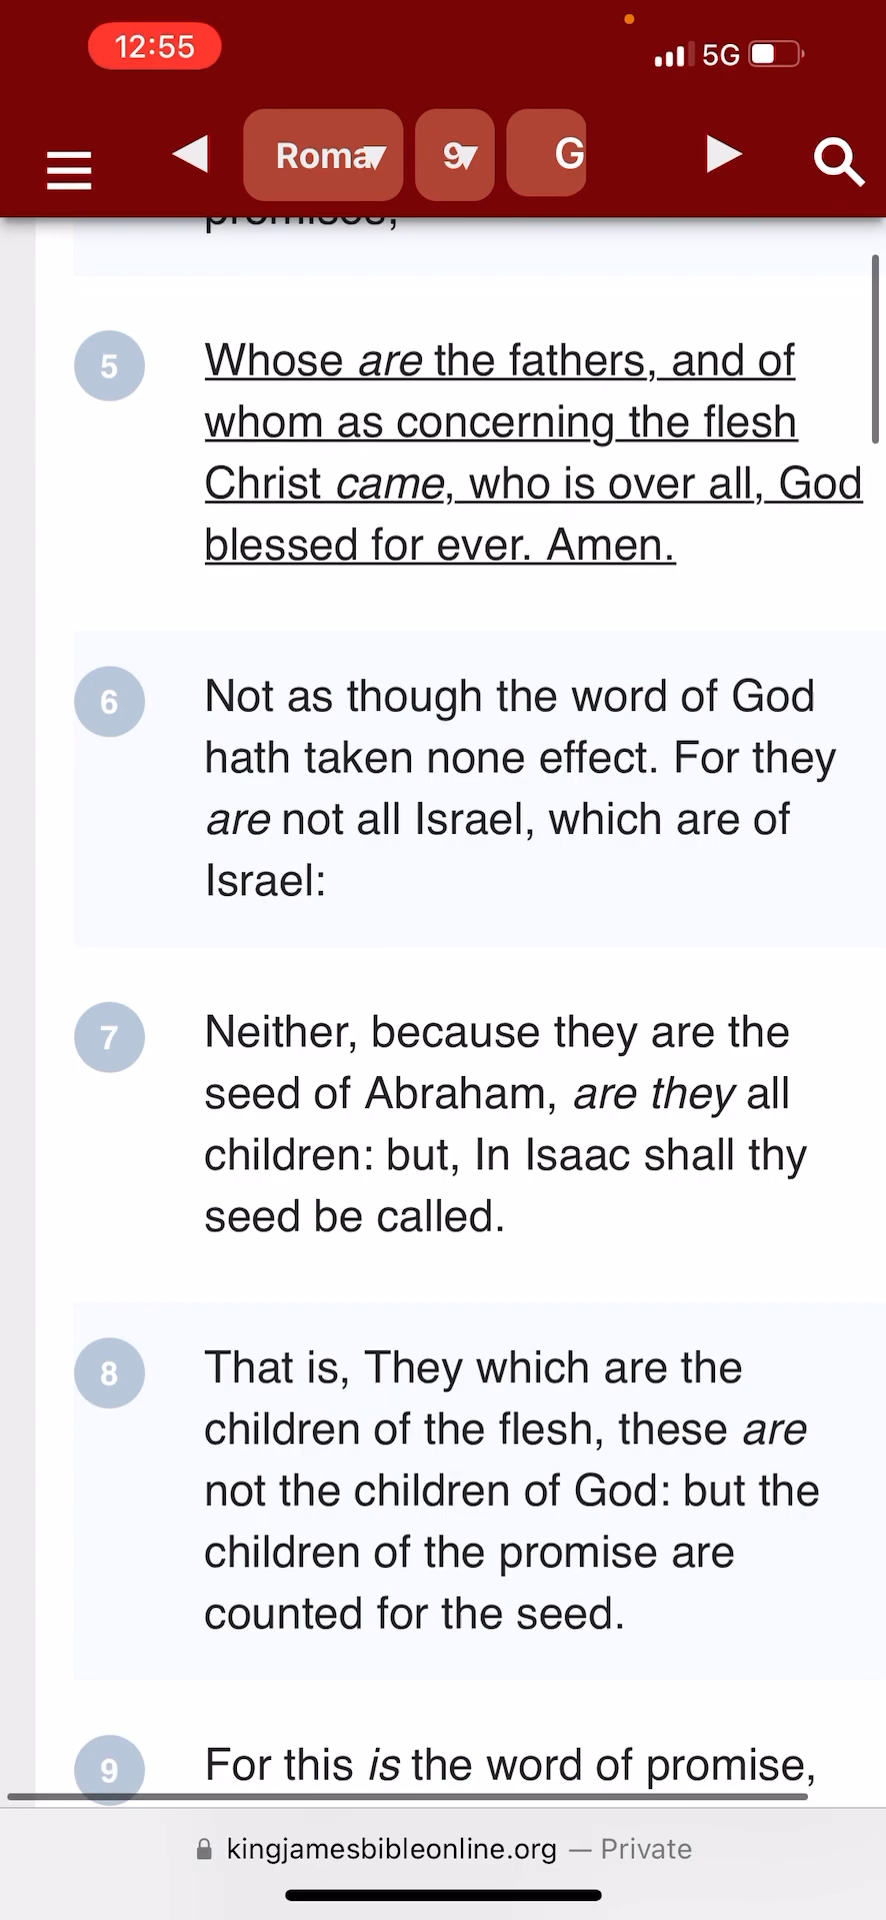 12:55
5G
Roma
9
G
promises,
5
Whose are the fathers, and of
whom as concerning the flesh
Christ came, who is over all, God
blessed for ever. Amen.
6
Not as though the word of God
hath taken none effect. For they
are not all Israel, which are of
Israel:
7
Neither, because they are the
seed of Abraham, are they all
children: but, In Isaac shall thy
seed be called.
8
That is, They which are the
children of the flesh, these are
not the children of God: but the
children of the promise are
counted for the seed.
9
For this is the word of promise,
kingjamesbibleonline.org — Private